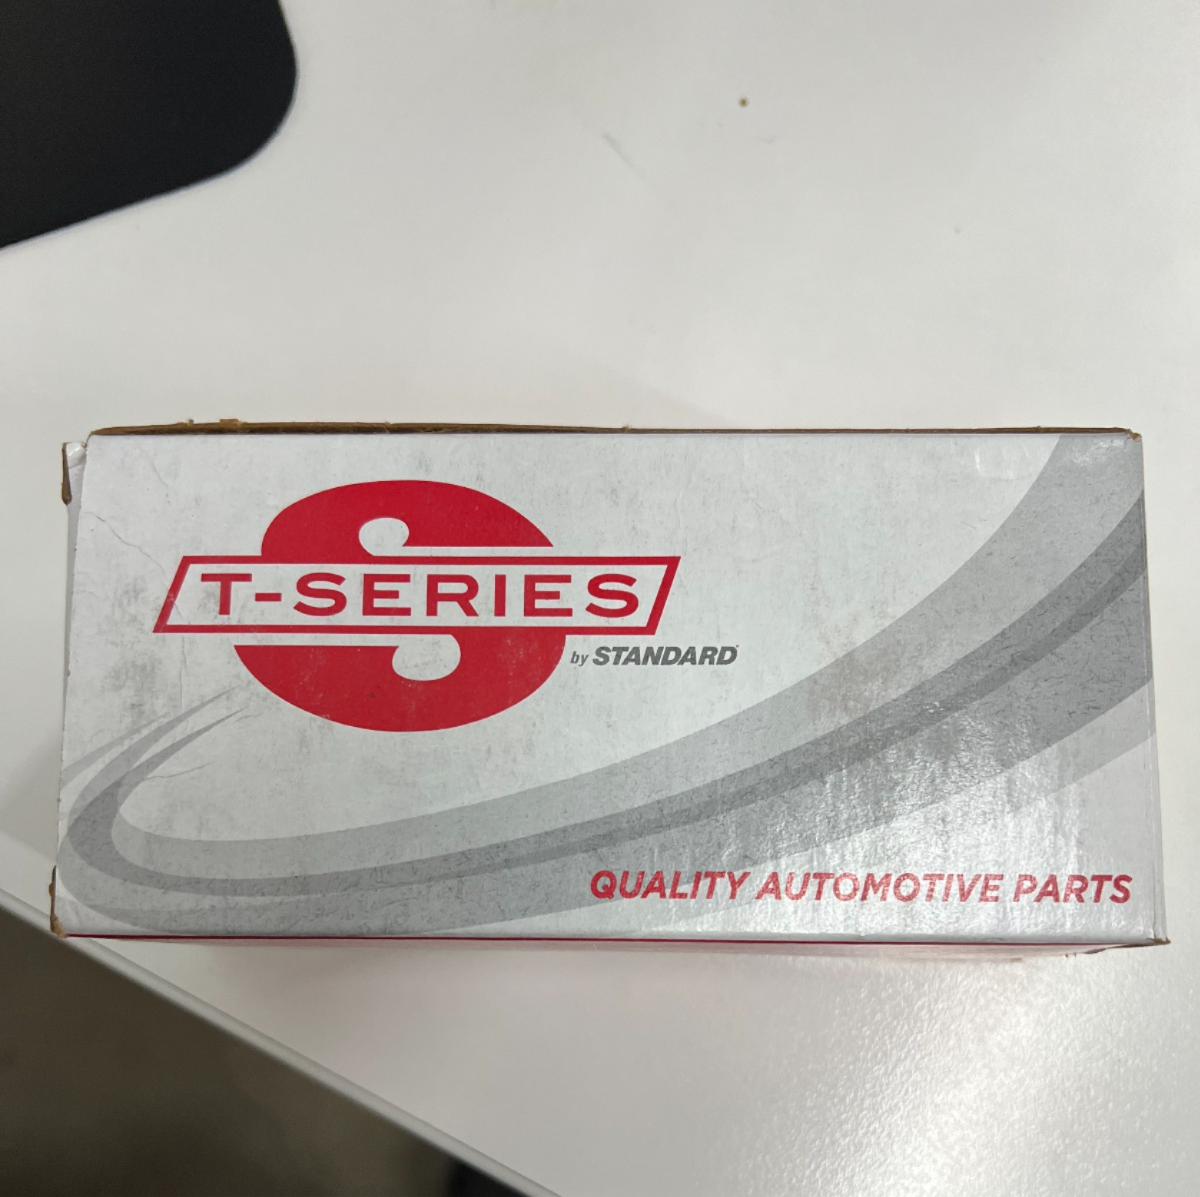 T-SERIES
by STANDARD
QUALITY AUTOMOTIVE PARTS